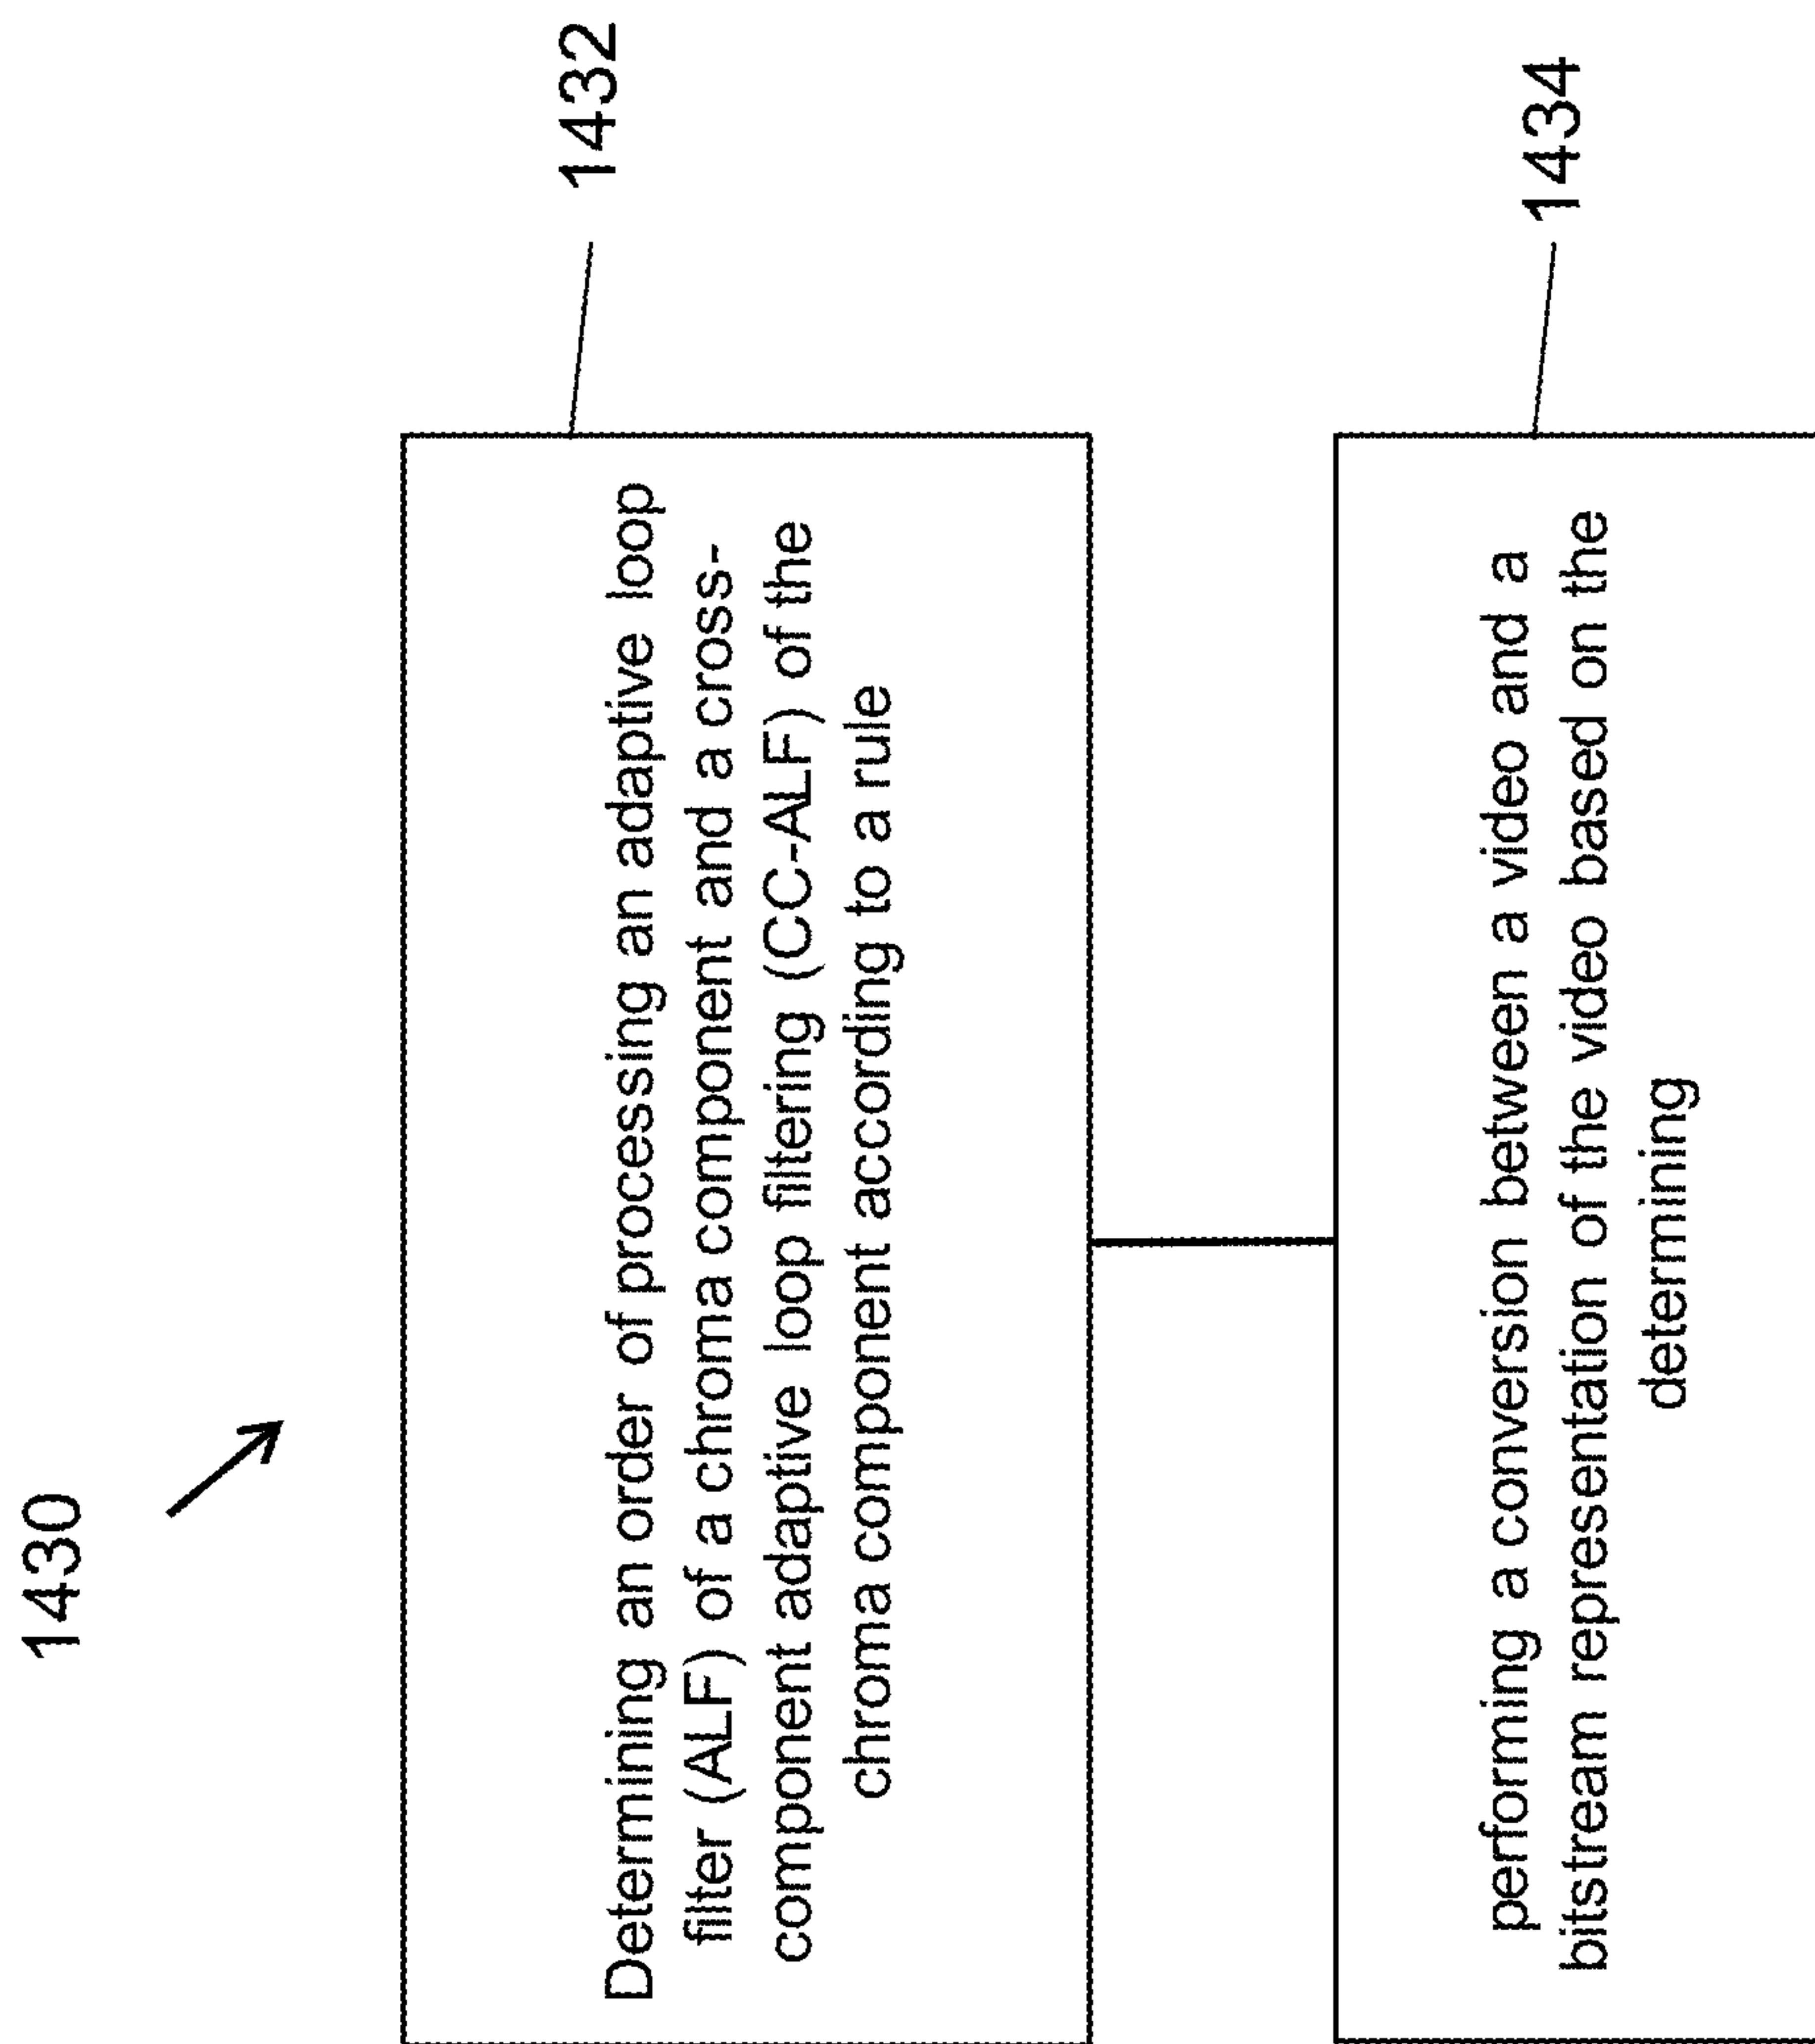 1430
Determining an order of processing an adaptive loop
filter (ALF) of a chroma component and a cross-
component adaptive loop filtering (CC-ALF) of the
chroma component according to a rule
1432
performing a conversion between a video and a
bitstream representation of the video based on the
determining
1434